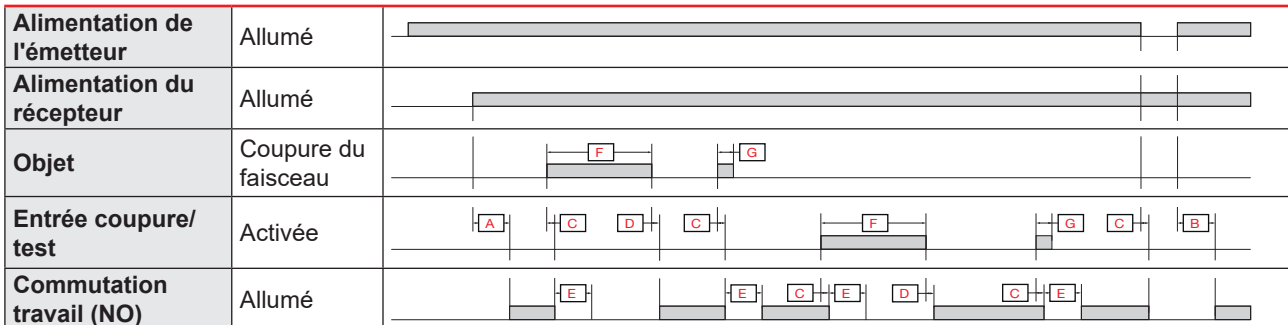 Alimentation de
l'émetteur
Allumé
Alimentation du
récepteur
Allumé
Objet
Coupure du
faisceau
F
G
Entrée coupure/
test
Activée
A
C
D
C
F
G
C
B
Commutation
travail (NO)
Allumé
E
E
C
E
D
C
E